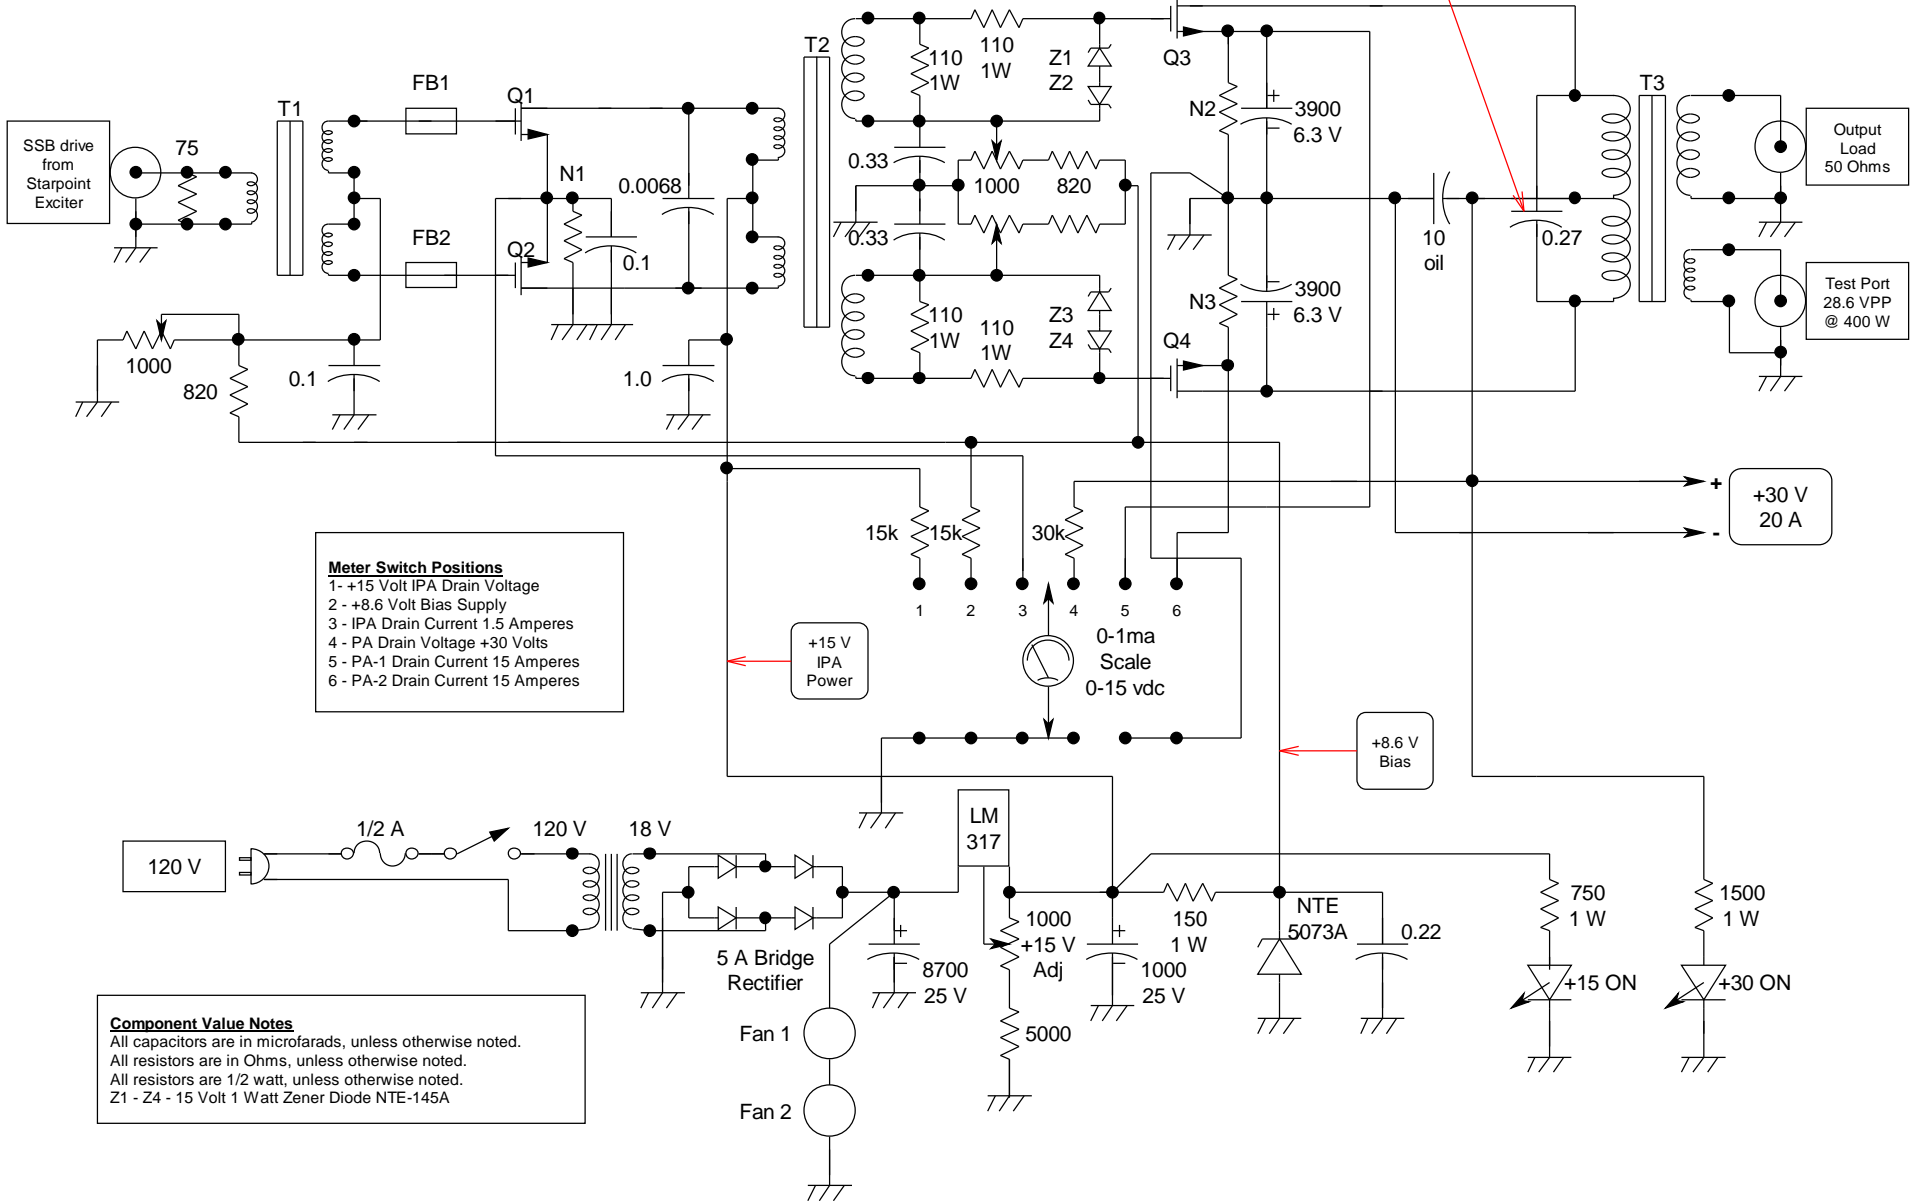 T2
110
1W
110
1W
Z1
Z2
Q3
T3
FB1
Q1
T1
N2
3900
6.3 V
SSB drive
from
Starpoint
Exciter
75
Output
Load
50 Ohms
0.33
1000
820
N1
0.0068
FB2
Q2
0.1
0.33
10
oil
0.27
N3
3900
6.3 V
Test Port
28.6 VPP
@ 400 W
110
1W
110
1W
Z3
Z4
Q4
1000
820
0.1
1.0
+
-
+30 V
20 A
15k
15k
30k
Meter Switch Positions
1- +15 Volt IPA Drain Voltage
2 - +8.6 Volt Bias Supply
3 - IPA Drain Current 1.5 Amperes
4 - PA Drain Voltage +30 Volts
5 - PA-1 Drain Current 15 Amperes
6 - PA-2 Drain Current 15 Amperes
1
2
3
4
5
6
+15 V
IPA
Power
0-1ma
Scale
0-15 vdc
+8.6 V
Bias
LM
317
120 V
1/2 A
120 V
18 V
5 A Bridge
Rectifier
8700
25 V
1000
+15 V
Adj
1000
25 V
150
1 W
NTE
5073A
0.22
750
1 W
1500
1 W
+15 ON
+30 ON
5000
Fan 1
Fan 2
Component Value Notes
All capacitors are in microfarads, unless otherwise noted.
All resistors are in Ohms, unless otherwise noted.
All resistors are 1/2 watt, unless otherwise noted.
Z1 - Z4 - 15 Volt 1 Watt Zener Diode NTE-145A